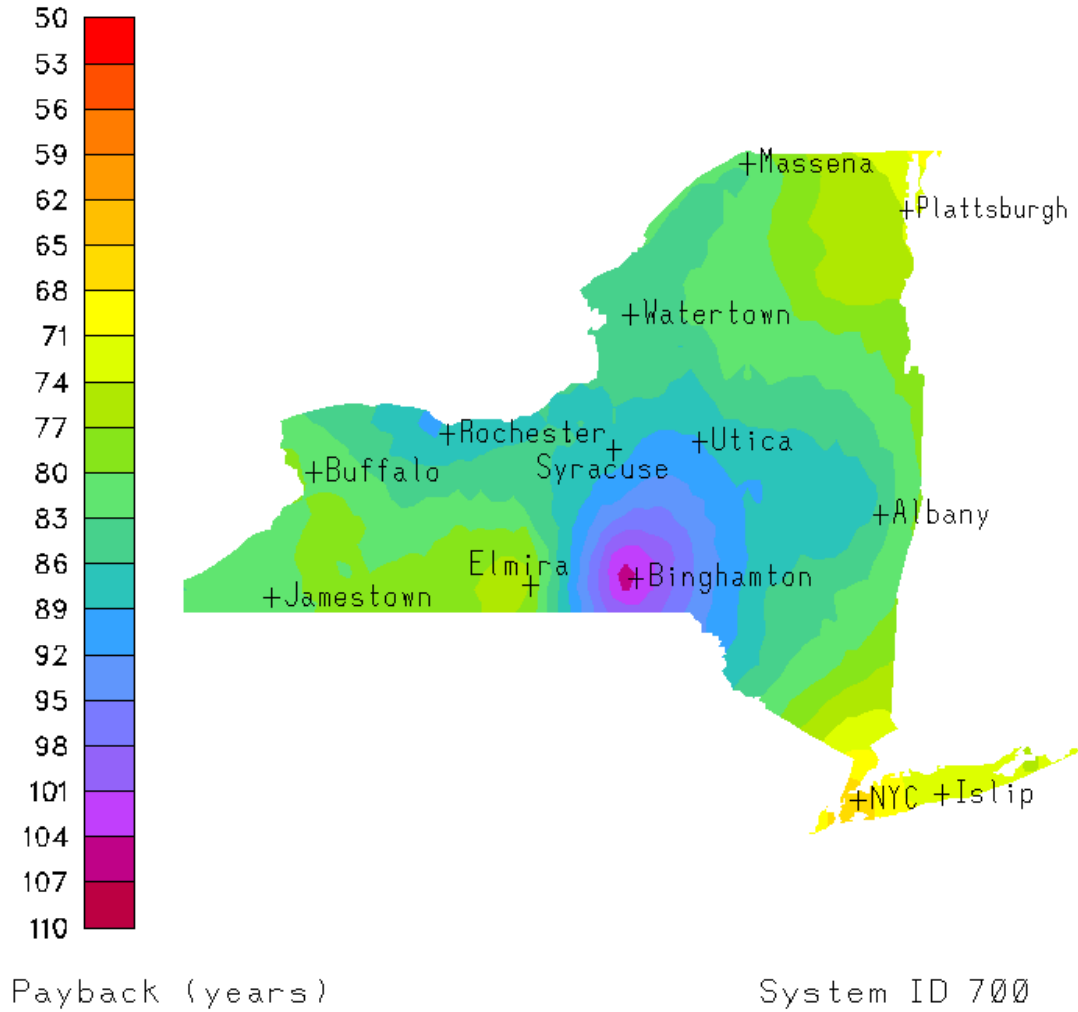 50
53
56
59
62
65
68
71
74
77
80
83
86
89
92
95
98
101
104
107
110
Massena
Plattsburgh
Watertown
Rochester
Utica
Syracuse
Buffalo
Albany
Elmira
Binghamton
Jamestown
NYC
Islip
Payback (years)
System ID 700